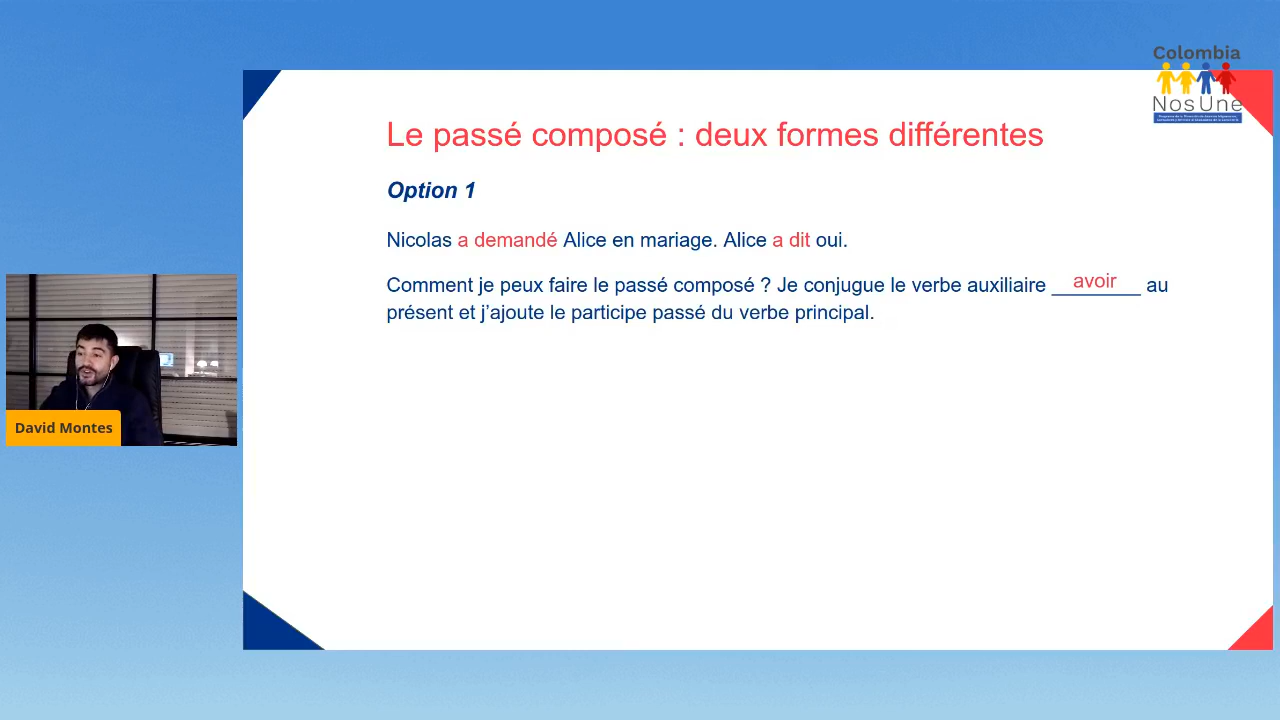 Colombia
NosUne
Le passé composé : deux formes différentes
Option 1
Nicolas a demandé Alice en mariage. Alice a dit oui.
Comment je peux faire le passé composé ? Je conjugue le verbe auxiliaire avoir au
présent et j’ajoute le participe passé du verbe principal.
David Montes